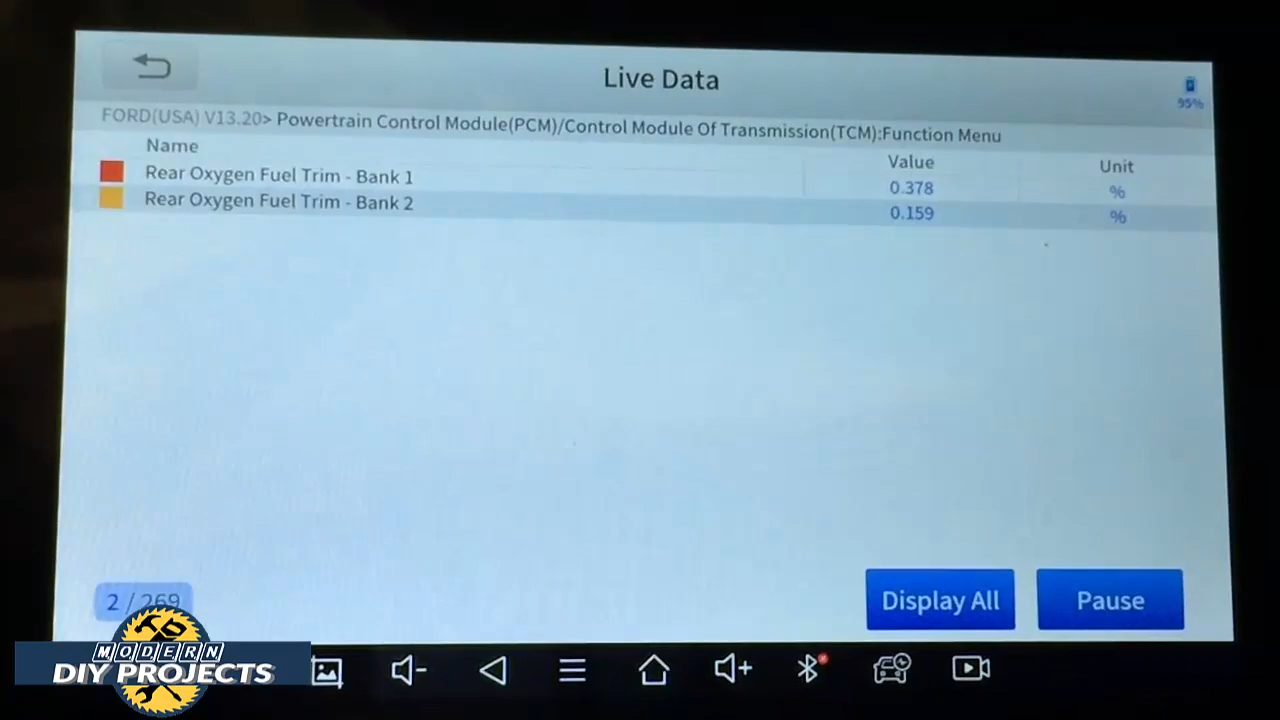 Live Data
95%
FORD(USA) V13.20> Powertrain Control Module(PCM)/Control Module Of Transmission(TCM):Function Menu
Name Value Unit
Rear Oxygen Fuel Trim - Bank 1 0.378 %
Rear Oxygen Fuel Trim - Bank 2 0.159 %
2 / 269
Display All
Pause
MODERN
DIY PROJECTS